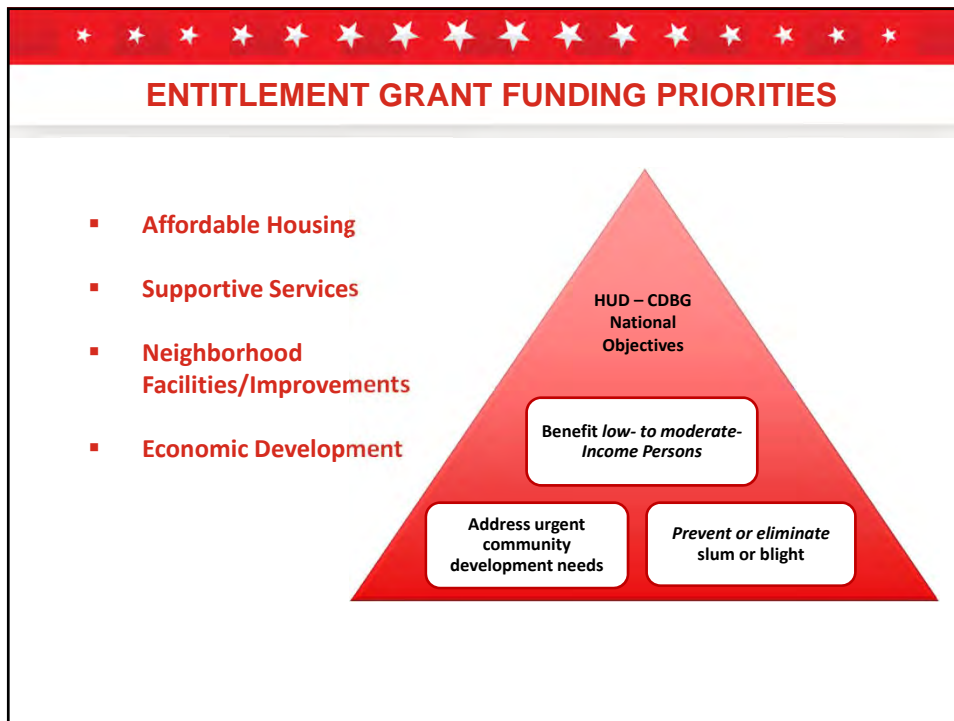 ENTITLEMENT GRANT FUNDING PRIORITIES
▪ Affordable Housing
▪ Supportive Services
▪ Neighborhood
Facilities/Improvements
▪ Economic Development
HUD – CDBG
National
Objectives
Benefit low- to moderate-
Income Persons
Address urgent
community
development needs
Prevent or eliminate
slum or blight